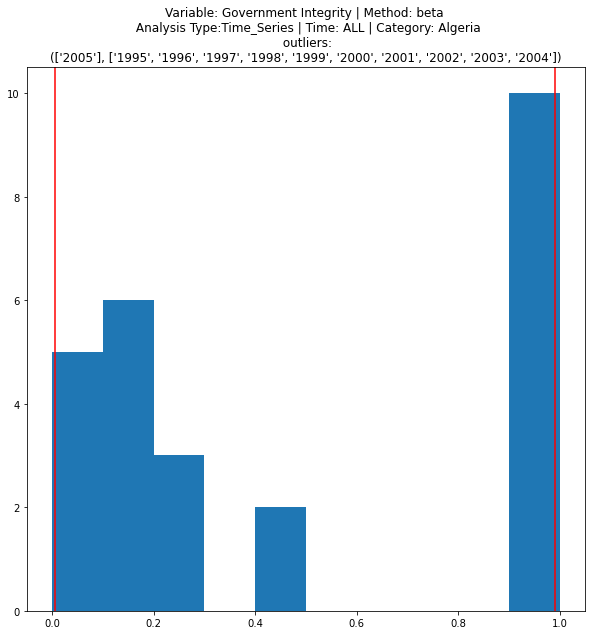 Variable: Government Integrity | Method: beta
Analysis Type:Time_Series | Time: ALL | Category: Algeria
outliers:
(['2005'], ['1995', '1996', '1997', '1998', '1999', '2000', '2001', '2002', '2003', '2004'])
10
8
6
4
2
0
0.0 0.2 0.4 0.6 0.8 1.0